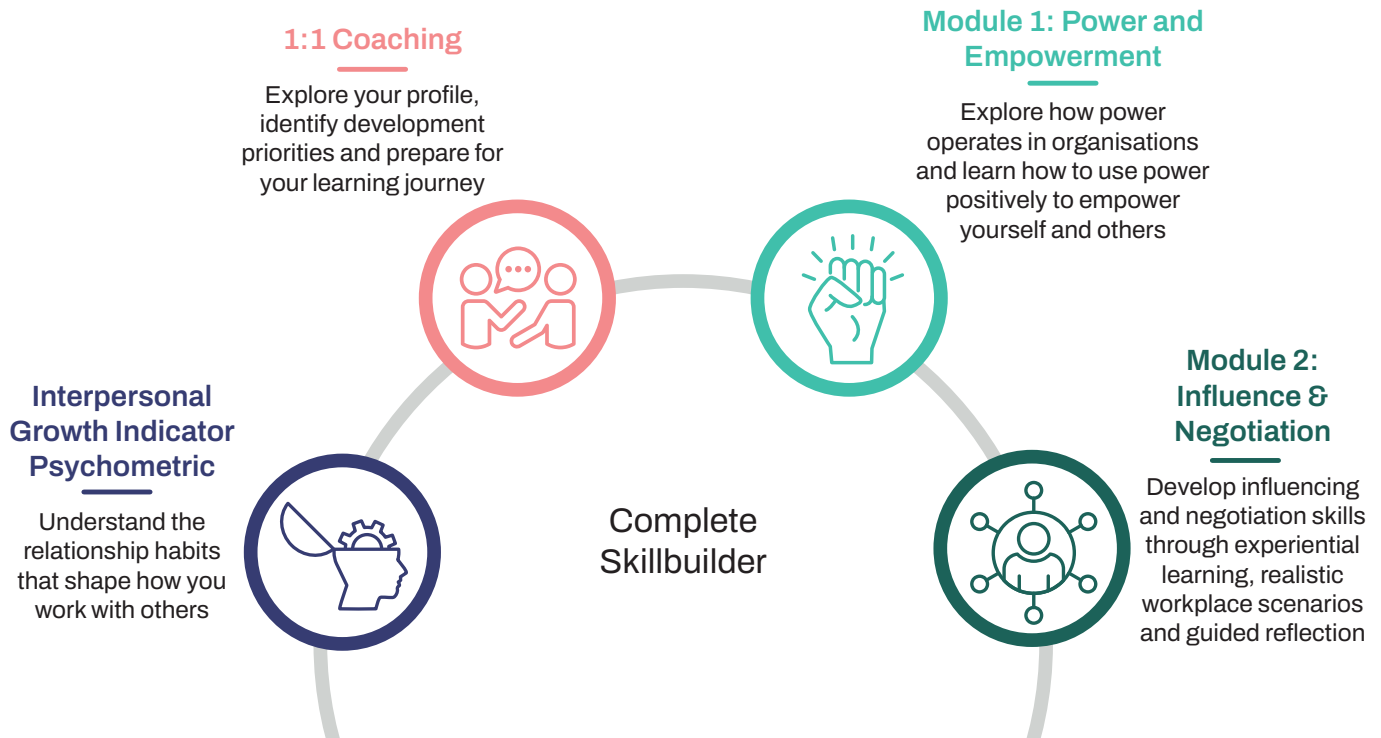 1:1 Coaching
Explore your profile,
identify development
priorities and prepare for
your learning journey
Module 1: Power and
Empowerment
Explore how power
operates in organisations
and learn how to use power
positively to empower
yourself and others
Interpersonal
Growth Indicator
Psychometric
Understand the
relationship habits
that shape how you
work with others
Complete
Skillbuilder
Module 2:
Influence &
Negotiation
Develop influencing
and negotiation skills
through experiential
learning, realistic
workplace scenarios
and guided reflection